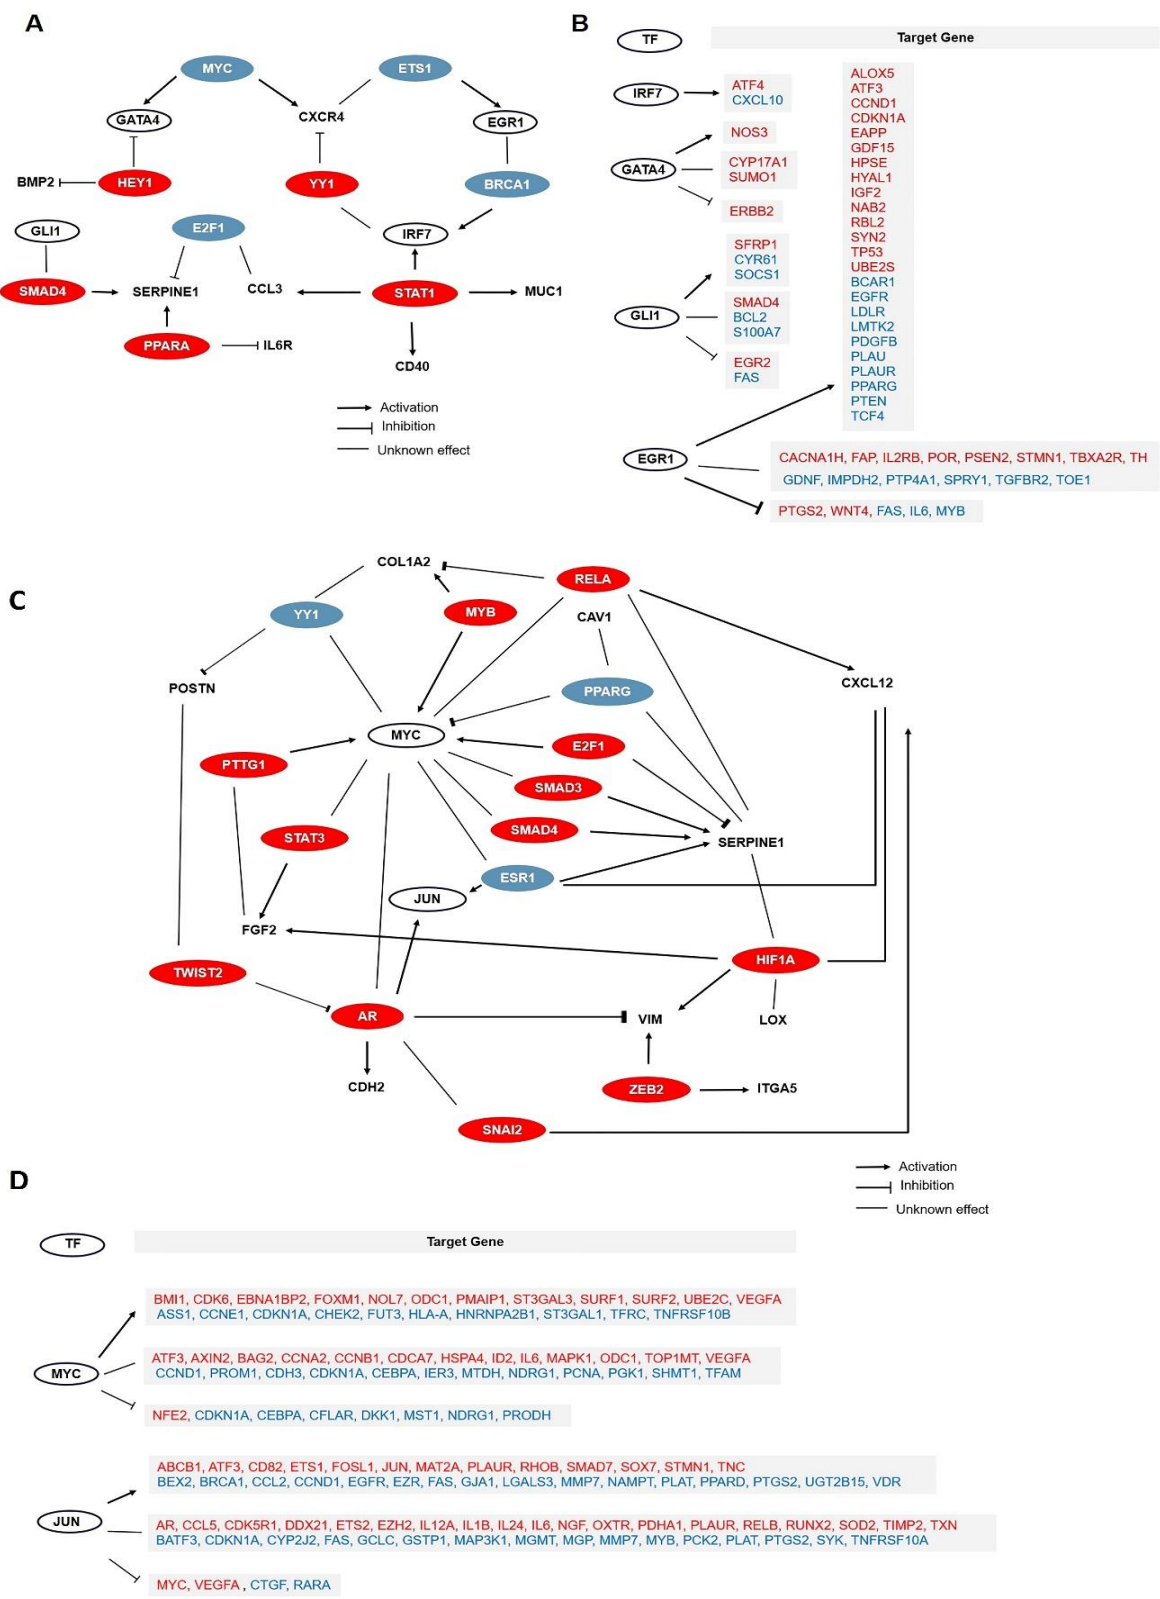 A
MYC
ETS1
GATA4
CXCR4
EGR1
BMP2
HEY1
YY1
BRCA1
GLI1
E2F1
IRF7
SMAD4
SERPINE1
CCL3
STAT1
MUC1
PPARA
IL6R
CD40
Activation
Inhibition
Unknown effect
B
TF
Target Gene
IRF7
ATF4
CXCL10
GATA4
NOS3
CYP17A1
SUMO1
ERBB2
GLI1
SFRP1
CYR61
SOCS1
SMAD4
BCL2
S100A7
EGR2
FAS
ALOX5
ATF3
CCND1
CDKN1A
EAPP
GDF15
HPSE
HYAL1
IGF2
NAB2
RBL2
SYN2
TP53
UBE2S
BCAR1
EGFR
LDLR
LMTK2
PDGFB
PLAU
PLAUR
PPARG
PTEN
TCF4
EGR1
CACNA1H, FAP, IL2RB, POR, PSEN2, STMN1, TBXA2R, TH
GDNF, IMPDH2, PTP4A1, SPRY1, TGFBR2, TOE1
PTGS2, WNT4, FAS, IL6, MYB
C
COL1A2
RELA
YY1
MYB
CAV1
POSTN
PPARG
CXCL12
MYC
PTTG1
E2F1
SMAD3
STAT3
SMAD4
SERPINE1
ESR1
JUN
FGF2
TWIST2
HIF1A
AR
VIM
LOX
CDH2
ZEB2
ITGA5
SNAI2
Activation
Inhibition
Unknown effect
D
TF
Target Gene
MYC
BMI1, CDK6, EBNA1BP2, FOXM1, NOL7, ODC1, PMAIP1, ST3GAL3, SURF1, SURF2, UBE2C, VEGFA
ASS1, CCNE1, CDKN1A, CHEK2, FUT3, HLA-A, HNRNPA2B1, ST3GAL1, TFRC, TNFRSF10B
ATF3, AXIN2, BAG2, CCNA2, CCNB1, CDCA7, HSPA4, ID2, IL6, MAPK1, ODC1, TOP1MT, VEGFA
CCND1, PROM1, CDH3, CDKN1A, CEBPA, IER3, MTDH, NDRG1, PCNA, PGK1, SHMT1, TFAM
NFE2, CDKN1A, CEBPA, CFLAR, DKK1, MST1, NDRG1, PRODH
JUN
ABCB1, ATF3, CD82, ETS1, FOSL1, JUN, MAT2A, PLAUR, RHOB, SMAD7, SOX7, STMN1, TNC
BEX2, BRCA1, CCL2, CCND1, EGFR, EZR, FAS, GJA1, LGALS3, MMP7, NAMPT, PLAT, PPARD, PTGS2, UGT2B15, VDR
AR, CCL5, CDK5R1, DDX21, ETS2, EZH2, IL12A, IL1B, IL24, IL6, NGF, OXTR, PDHA1, PLAUR, RELB, RUNX2, SOD2, TIMP2, TXN
BATF3, CDKN1A, CYP2J2, FAS, GCLC, GSTP1, MAP3K1, MGMT, MGP, MMP7, MYB, PCK2, PLAT, PTGS2, SYK, TNFRSF10A
MYC, VEGFA , CTGF, RARA